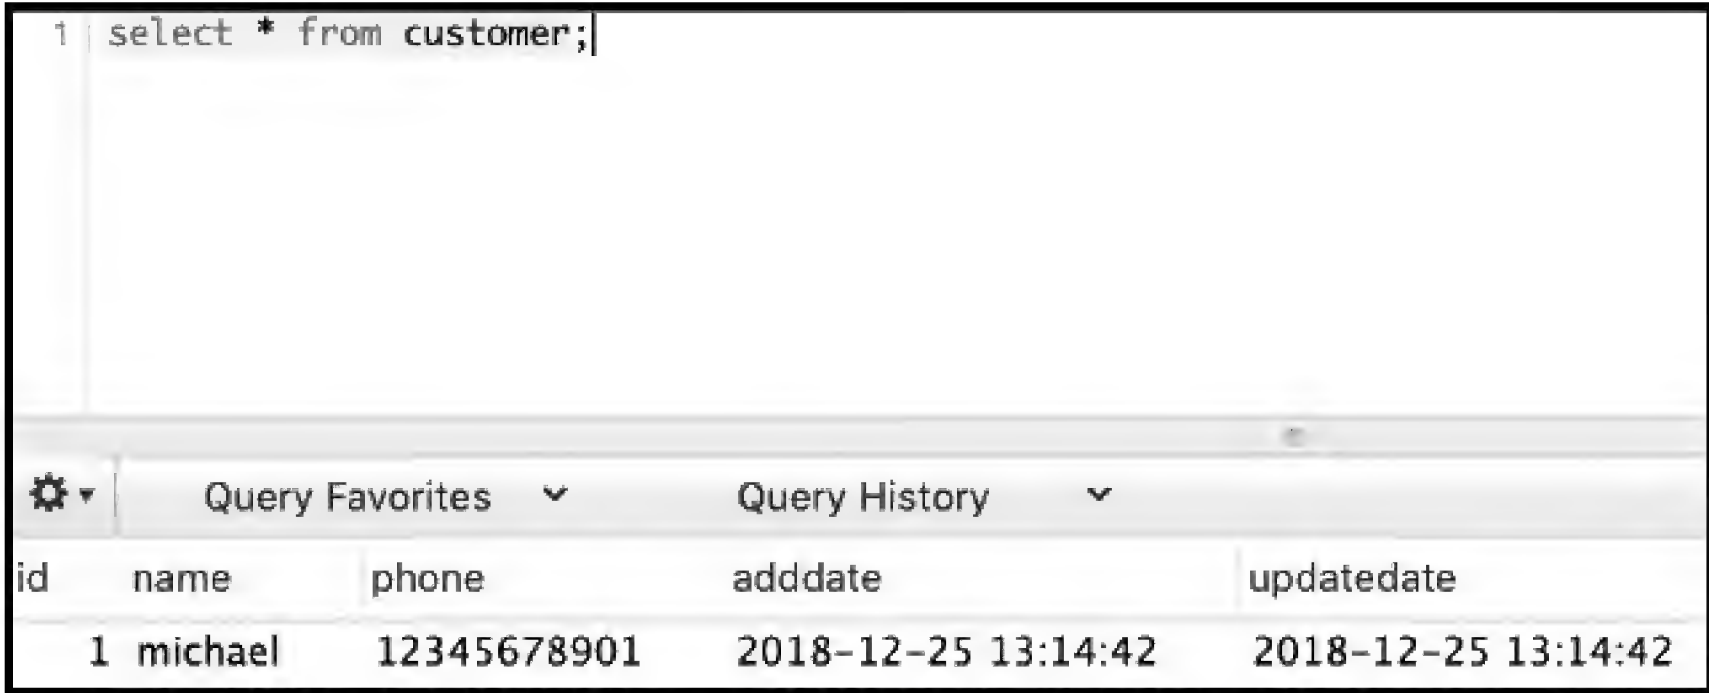 1 select * from customer;
Query Favorites Query History
id name phone adddate updatedate
1 michael 12345678901 2018-12-25 13:14:42 2018-12-25 13:14:42